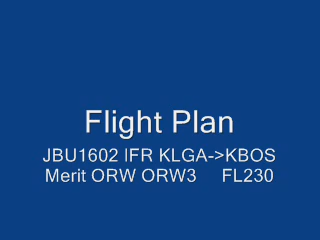 Flight Plan
JBU1602 IFR KLGA->KBOS
Merit ORW ORW3 FL230